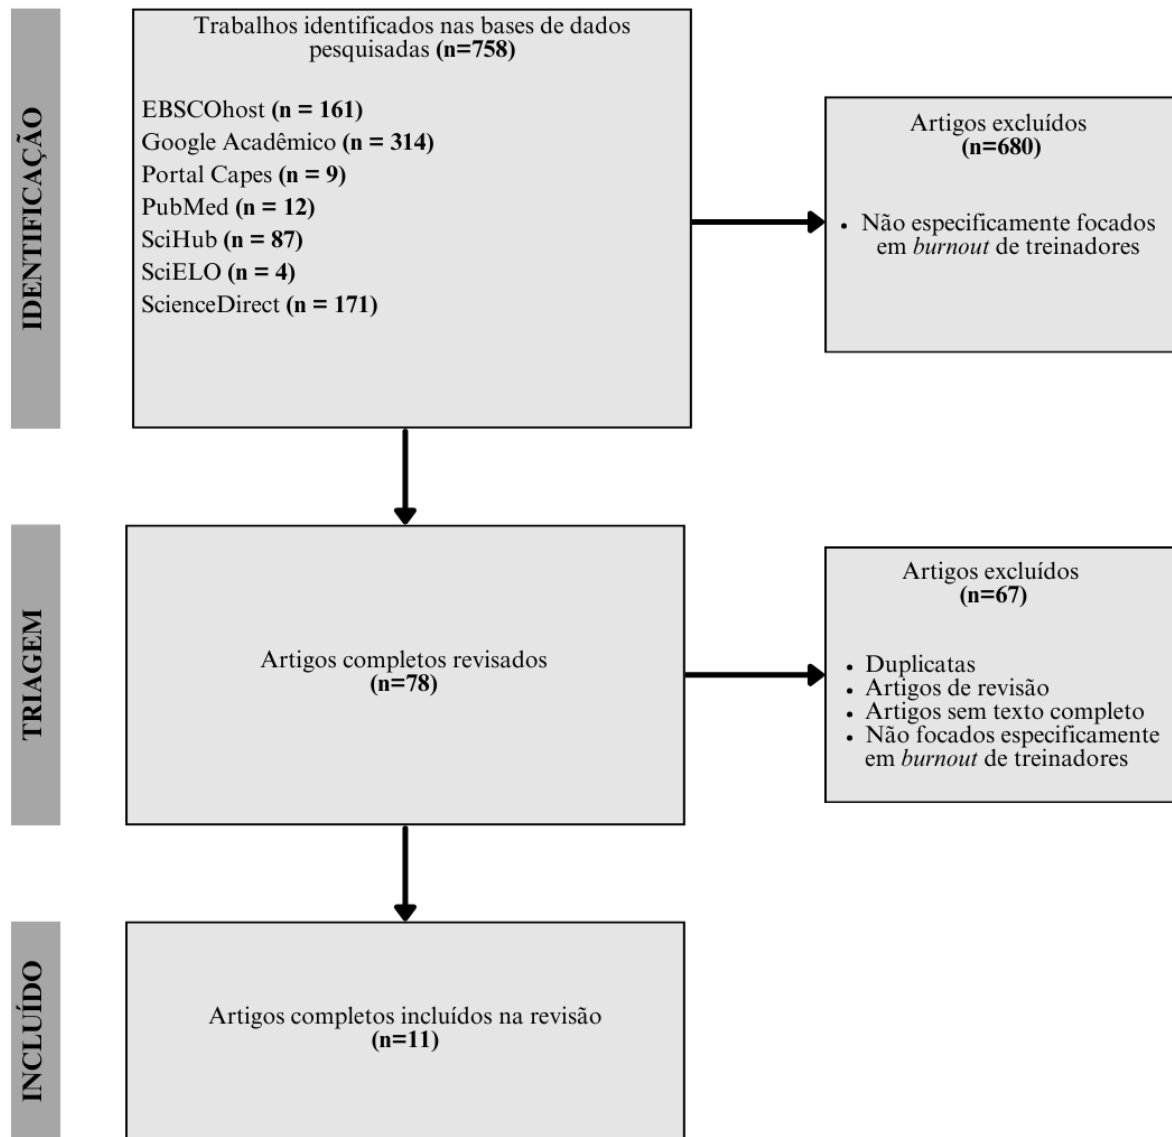 IDENTIFICAÇÃO
Trabalhos identificados nas bases de dados
pesquisadas (n=758)
EBSCOhost (n = 161)
Google Acadêmico (n = 314)
Portal Capes (n = 9)
PubMed (n = 12)
SciHub (n = 87)
SciELO (n = 4)
ScienceDirect (n = 171)
Artigos excluídos
(n=680)
• Não especificamente focados
em burnout de treinadores
TRIAGEM
Artigos completos revisados
(n=78)
Artigos excluídos
(n=67)
• Duplicatas
• Artigos de revisão
• Artigos sem texto completo
• Não focados especificamente
em burnout de treinadores
INCLUÍDO
Artigos completos incluídos na revisão
(n=11)